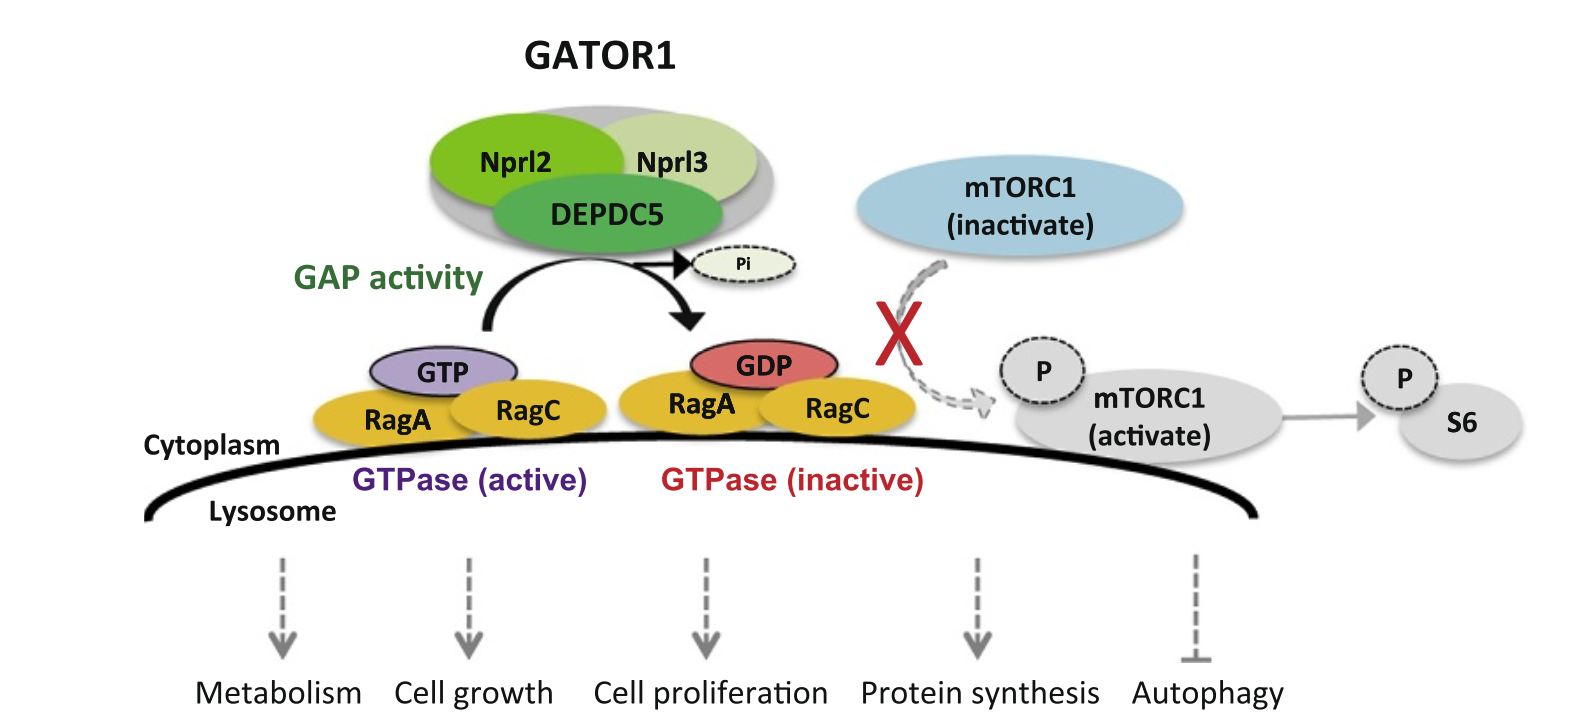 GATOR1
Nprl2
Nprl3
DEPDC5
mTORC1
(inactivate)
GAP activity
Pi
GTP
RagA
RagC
GDP
RagA
RagC
P
mTORC1
(activate)
P
S6
Cytoplasm
GTPase (active)
GTPase (inactive)
Lysosome
X
Metabolism
Cell growth
Cell proliferation
Protein synthesis
Autophagy